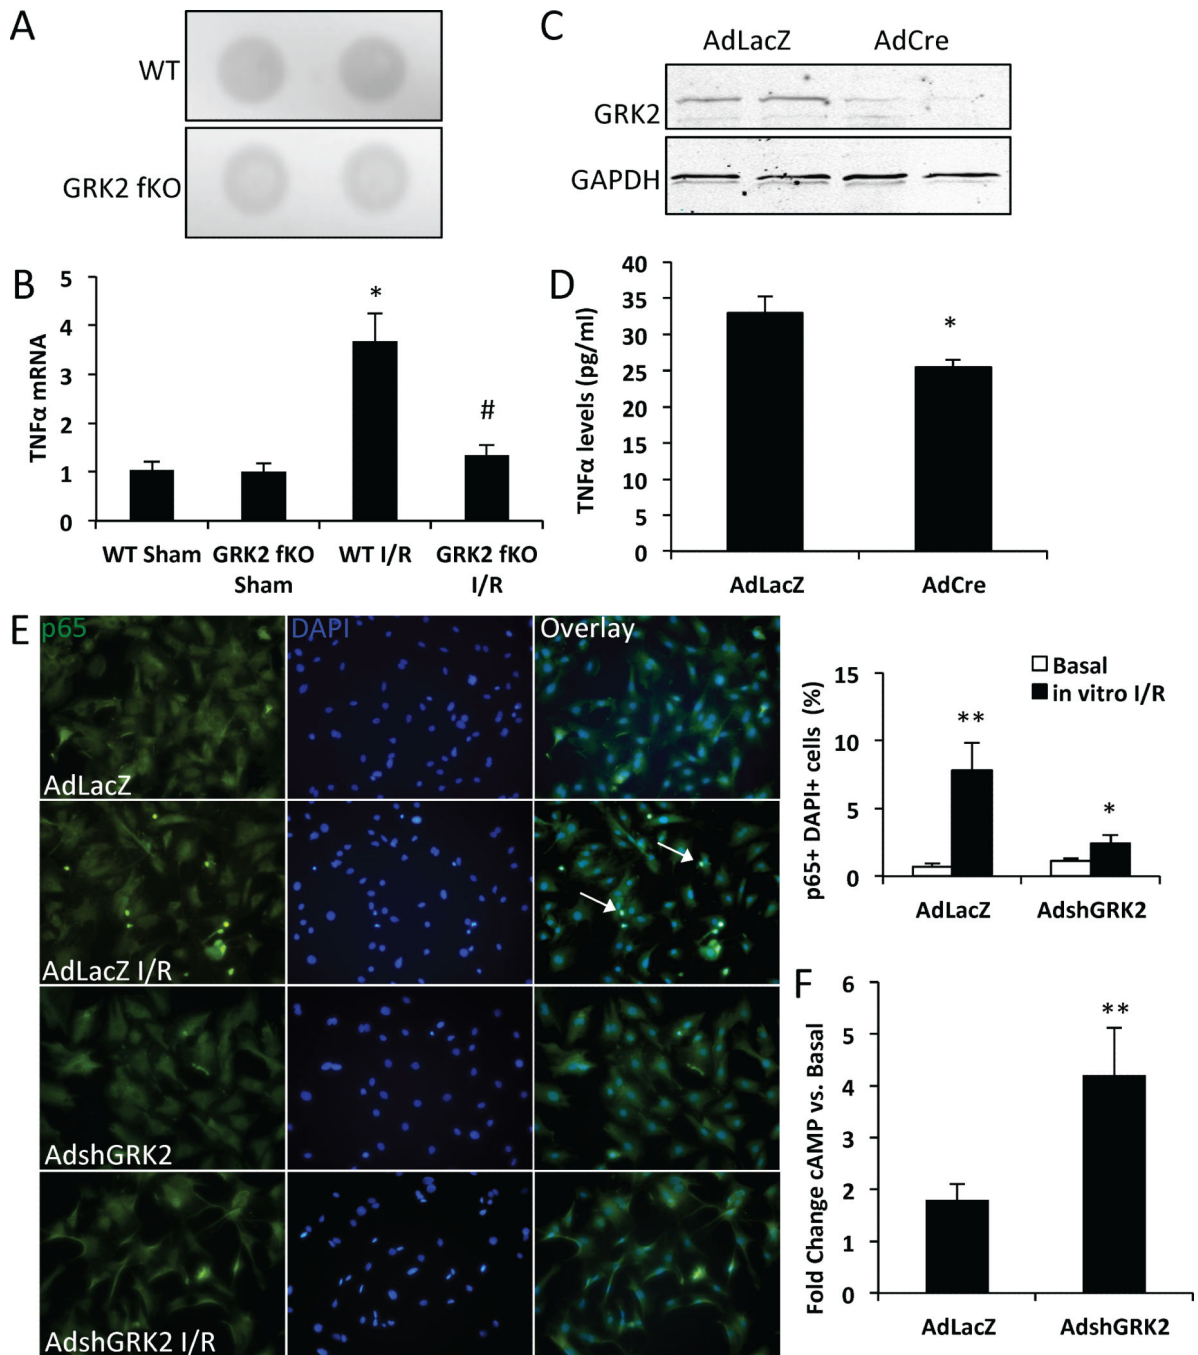 A
WT
GRK2 fKO
C
AdLacZ AdCre
GRK2
GAPDH
B
TNFα mRNA
5
4
3
2
1
0
*
#
WT Sham GRK2 fKO Sham WT I/R GRK2 fKO I/R
D
TNFα levels (pg/ml)
40
35
30
25
20
15
10
5
0
*
AdLacZ AdCre
E
p65 DAPI Overlay
AdLacZ
AdLacZ I/R
AdshGRK2
AdshGRK2 I/R
p65+ DAPI+ cells (%)
15
10
5
0
Basal
in vitro I/R
**
*
AdLacZ AdshGRK2
F
Fold Change cAMP vs. Basal
6
5
4
3
2
1
0
**
AdLacZ AdshGRK2